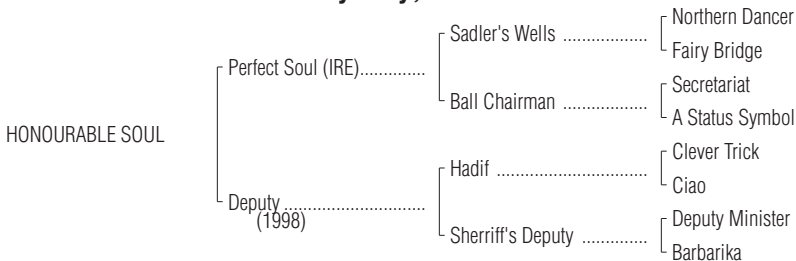 Northern Dancer
Sadler's Wells ..................
Fairy Bridge
Perfect Soul (IRE)..............
Secretariat
Ball Chairman ..................
A Status Symbol
HONOURABLE SOUL
Clever Trick
Hadif ................................
Ciao
Deputy ..............................
(1998)
Deputy Minister
Sherriff's Deputy ..............
Barbarika